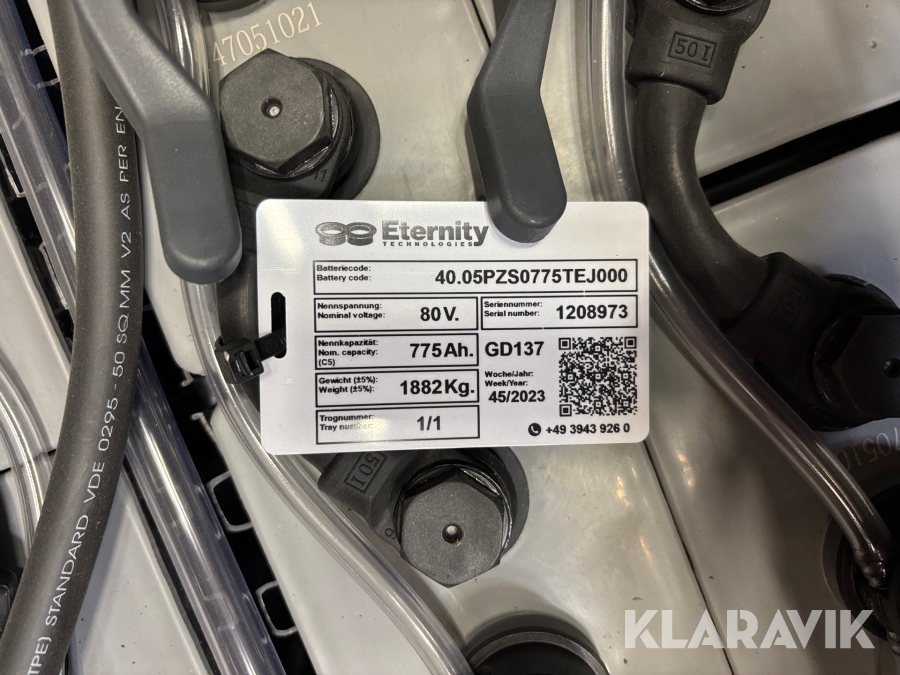 47051021
50 I
Eternity
TECHNOLOGIES
Batteriecode:
Battery code:
40.05PZS0775TEJ000
Nennspannung:
Nominal voltage:
80V.
Seriennummer:
Serial number:
1208973
Nennkapazität:
Nom. capacity:
(C5)
775Ah.
GD137
Gewicht (±5%):
Weight (±5%):
1882Kg.
Woche/Jahr:
Week/Year:
45/2023
Trognummer:
Tray number:
1/1
+49 3943 926 0
50 I
TPE) STANDARD VDE 0295 - 50 SQ.MM V2 AS PER EN
KLARAVIK